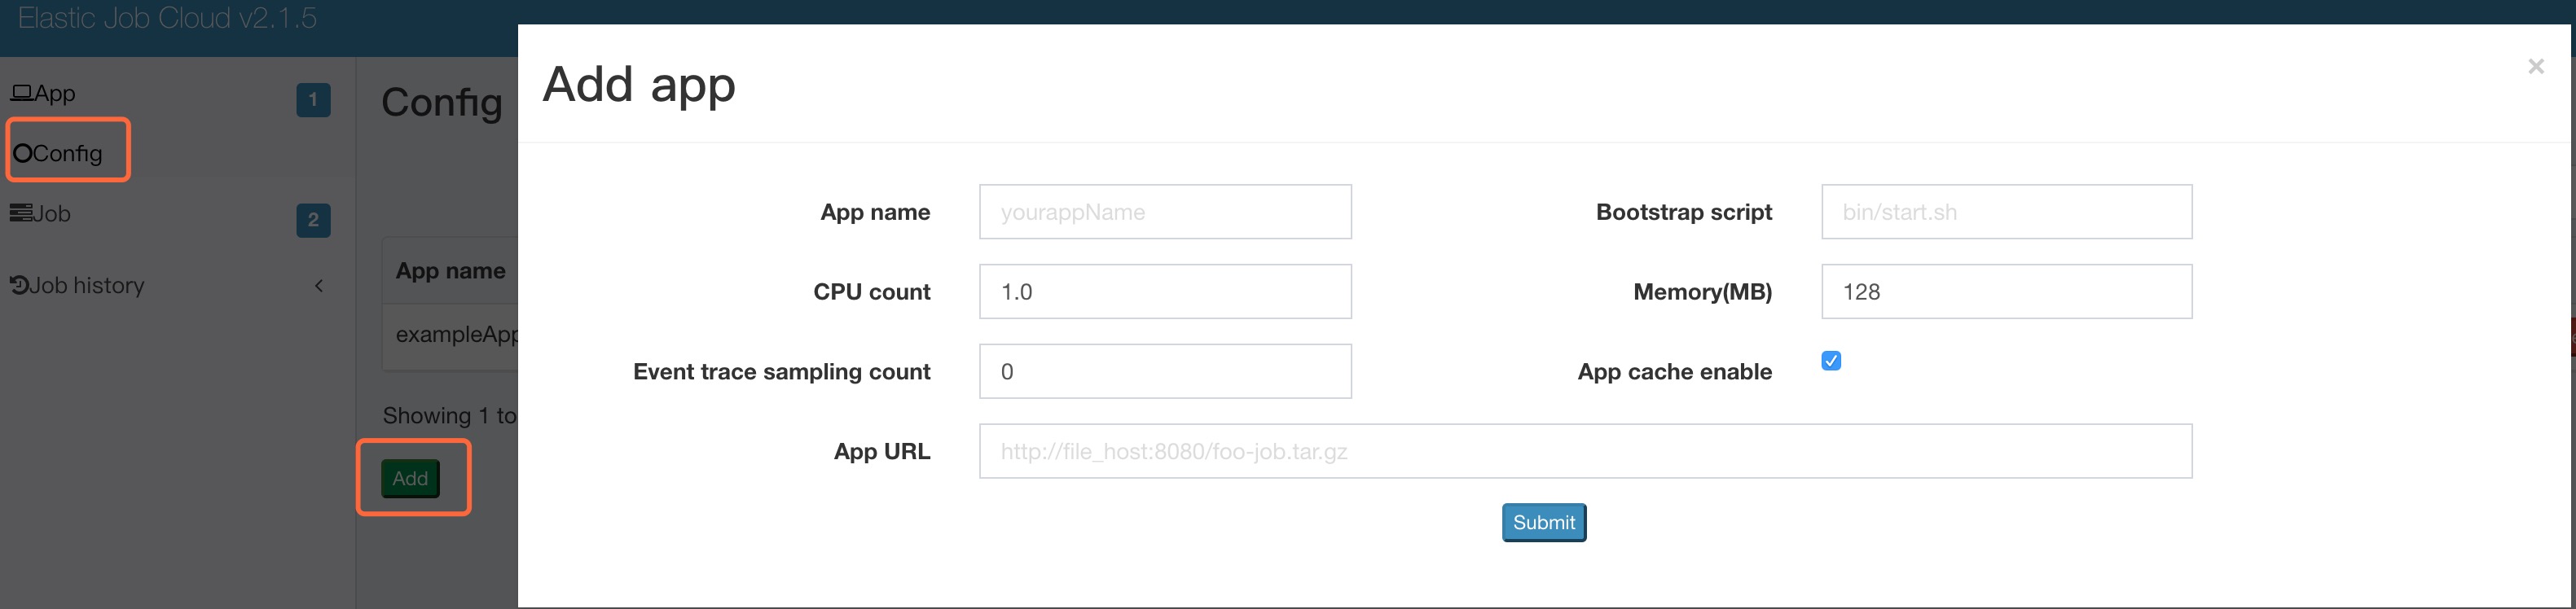 Elastic Job Cloud v2.1.5
App
1
Config
Job
2
Job history
Config
App name
exampleApp
Showing 1 to
Add
Add app
×
App name
yourappName
Bootstrap script
bin/start.sh
CPU count
1.0
Memory(MB)
128
Event trace sampling count
0
App cache enable
App URL
http://file_host:8080/foo-job.tar.gz
Submit